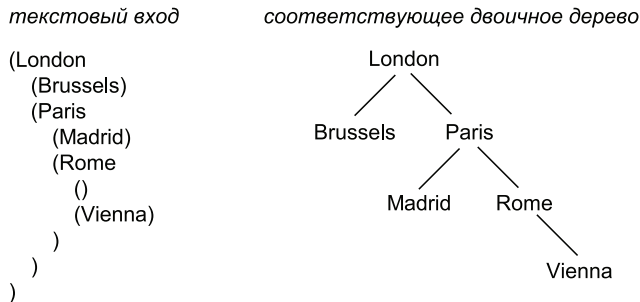 текстовый вход
соответствующее двоичное дерево
(London
(Brussels)
(Paris
(Madrid)
(Rome
()
(Vienna)
)
)
)
London
Brussels
Paris
Madrid
Rome
Vienna